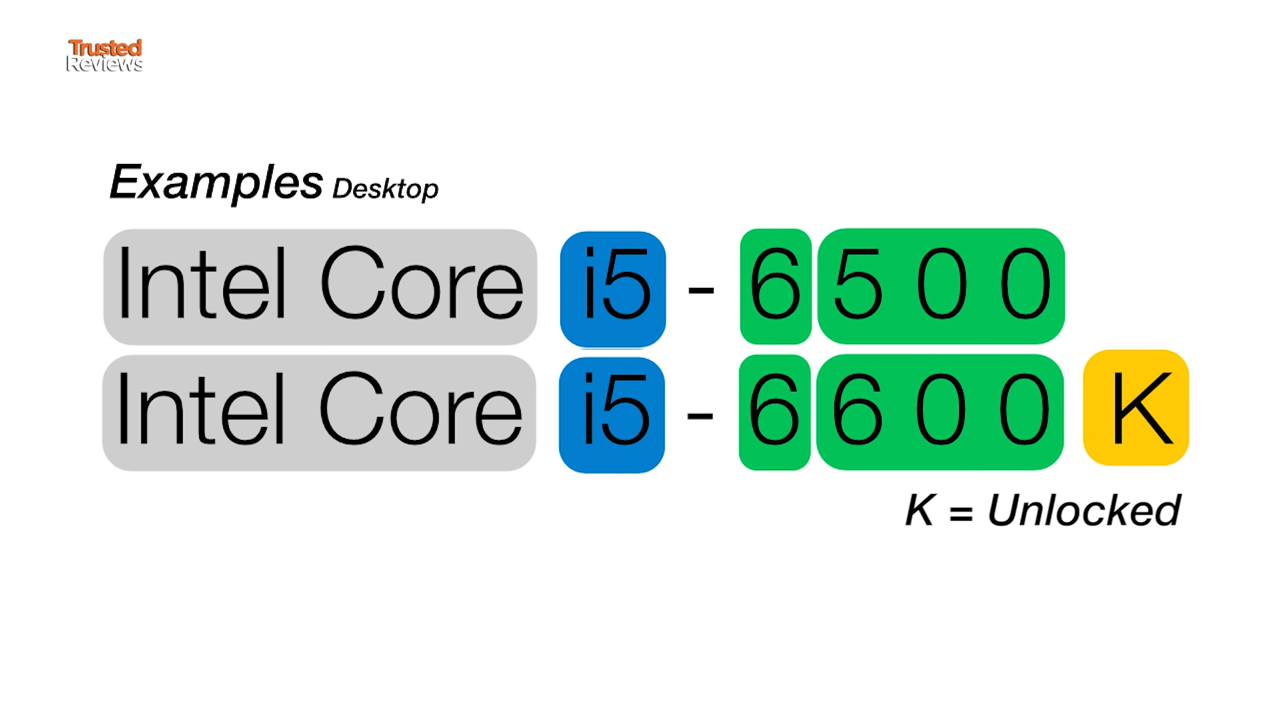 Trusted
Reviews
Examples Desktop
Intel Core i5 - 6 5 0 0
Intel Core i5 - 6 6 0 0 K
K = Unlocked